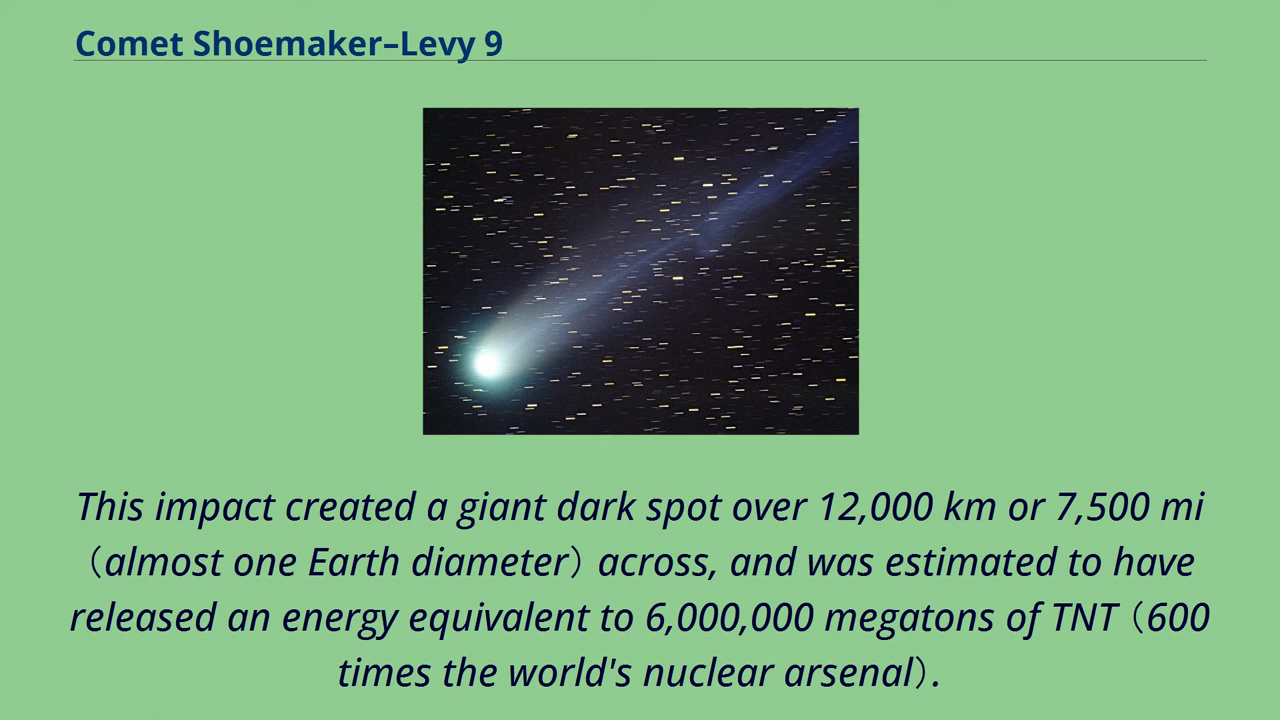 Comet Shoemaker–Levy 9
This impact created a giant dark spot over 12,000 km or 7,500 mi
（almost one Earth diameter） across, and was estimated to have
released an energy equivalent to 6,000,000 megatons of TNT（600
times the world's nuclear arsenal）.